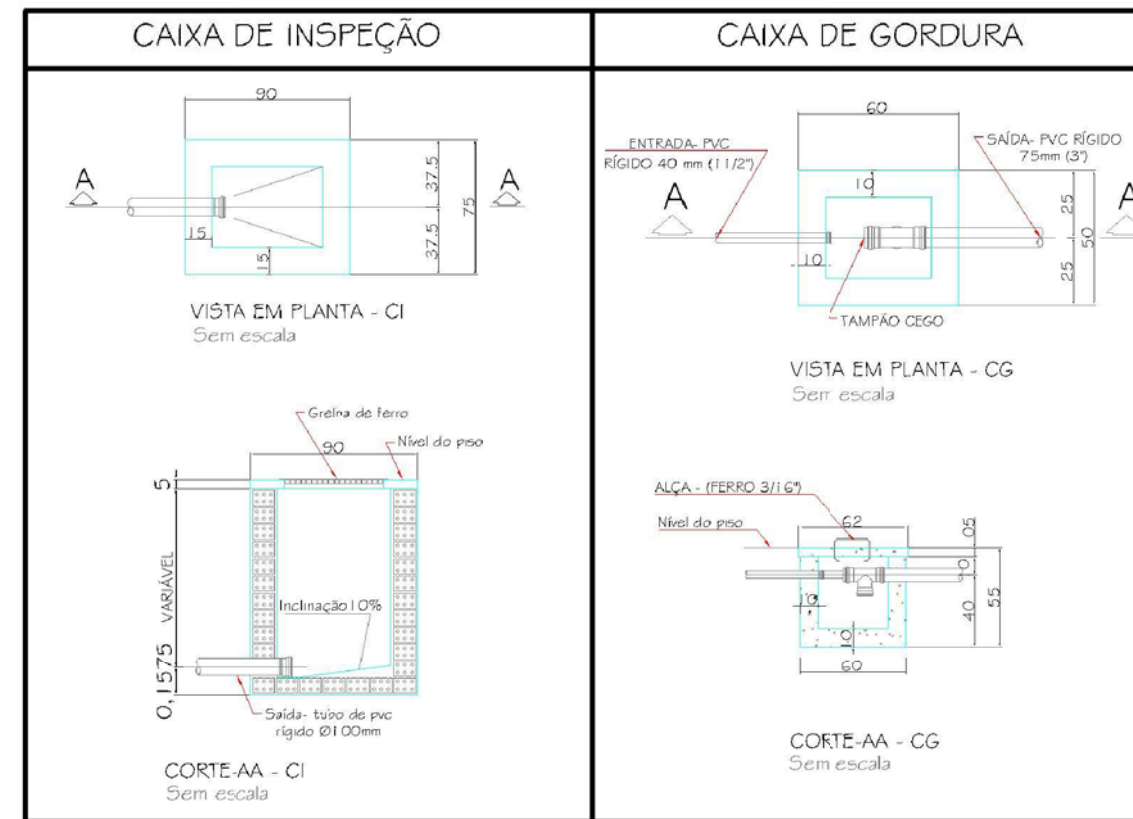 CAIXA DE INSPEÇÃO
90
A
A
37.5
75
37.5
15
15
VISTA EM PLANTA - CI
Sem escala
Grelha de ferro
90
Nível do piso
5
VARIÁVEL
Inclinação 10%
0,1575
Saída- tubo de pvc
rígido Ø100mm
CORTE-AA - CI
Sem escala
CAIXA DE GORDURA
60
ENTRADA- PVC
RÍGIDO 40 mm (11/2")
SAÍDA- PVC RÍGIDO
75mm (3")
A
A
10
25
50
25
10
TAMPÃO CEGO
VISTA EM PLANTA - CG
Sem escala
ALÇA - (FERRO 3/16")
62
Nível do piso
05
55
40
10
10
60
CORTE-AA - CG
Sem escala